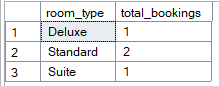 room_type total_bookings
1 Deluxe 1
2 Standard 2
3 Suite 1